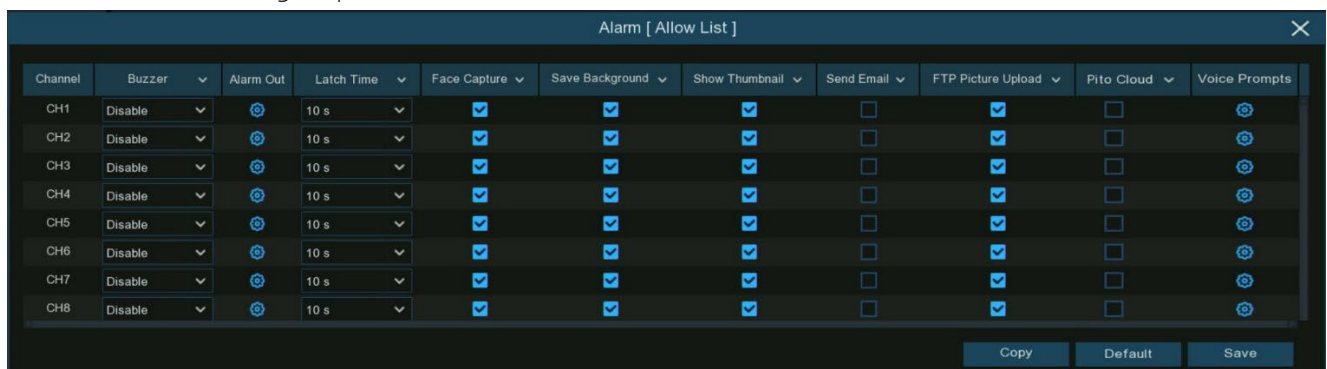 Alarm [ Allow List ]
Channel Buzzer Alarm Out Latch Time Face Capture Save Background Show Thumbnail Send Email FTP Picture Upload Pito Cloud Voice Prompts
CH1 Disable 10 s
CH2 Disable 10 s
CH3 Disable 10 s
CH4 Disable 10 s
CH5 Disable 10 s
CH6 Disable 10 s
CH7 Disable 10 s
CH8 Disable 10 s
Copy Default Save